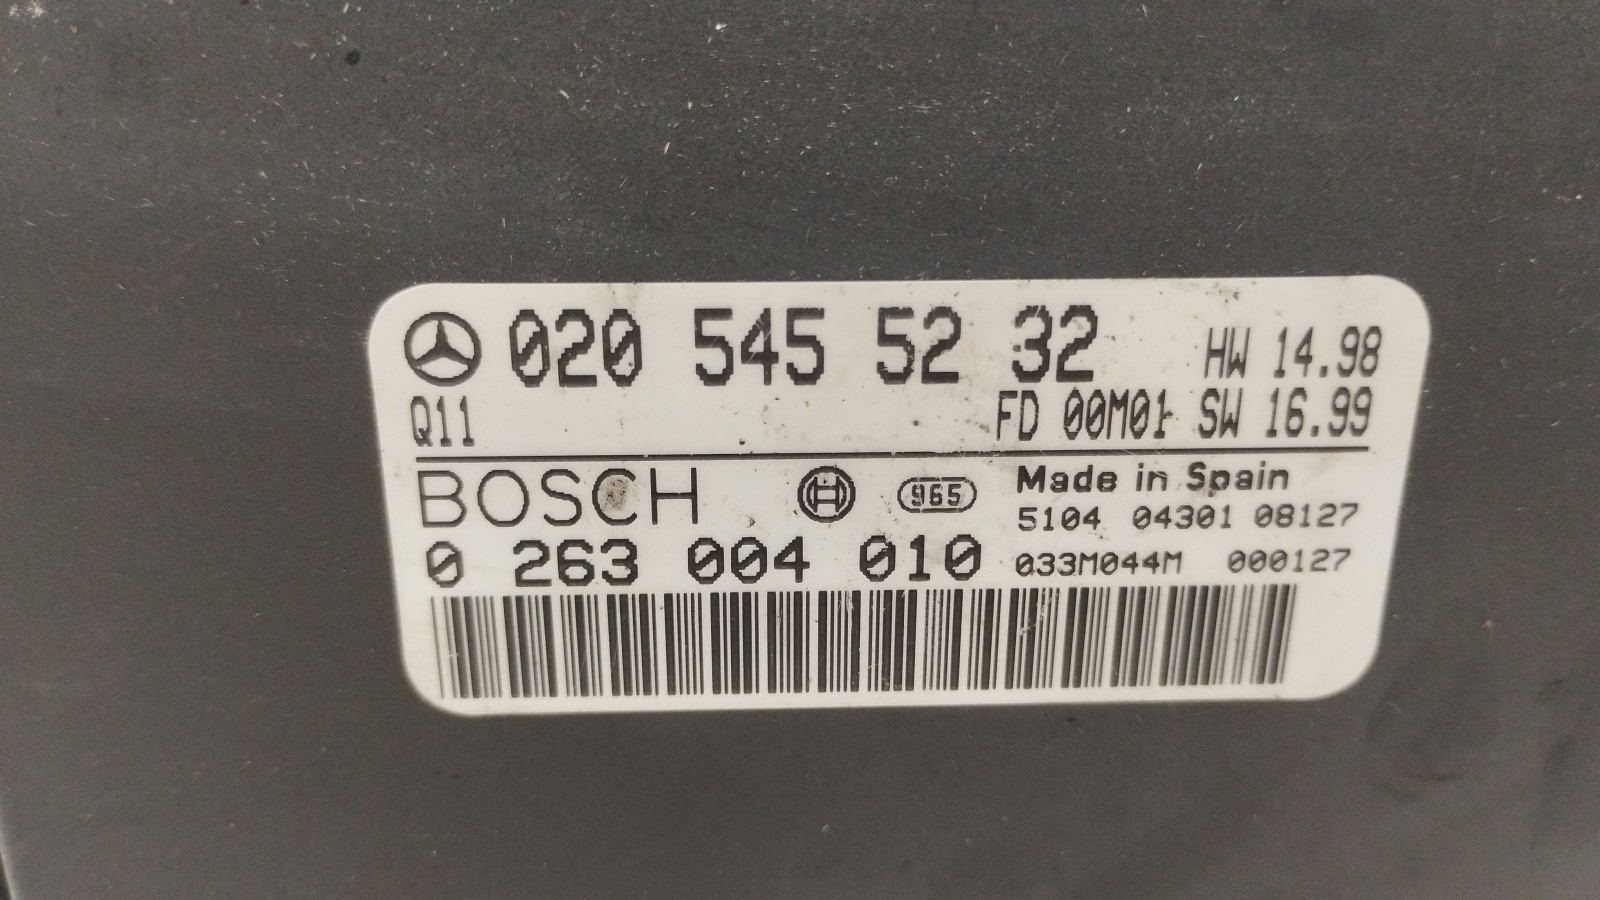 020 545 52 32 HW 14.98
Q11 FD 00M01 SW 16.99
BOSCH 965 Made in Spain
5104 04301 08127
0 263 004 010 033M044M 000127